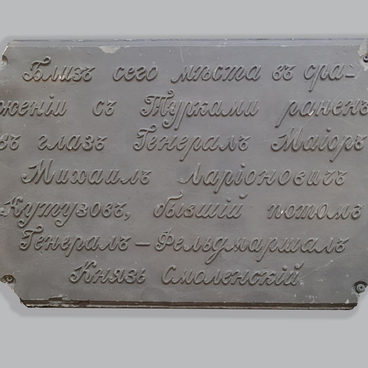 Близъ сего мѣста въ сра-
женіи съ Турками раненъ
въ глазъ Генералъ Маіоръ
Михаилъ Ларіоновичъ
Кутузовъ, бывшій потомъ
Генералъ-Фельдмаршалъ
Князь Смоленскій